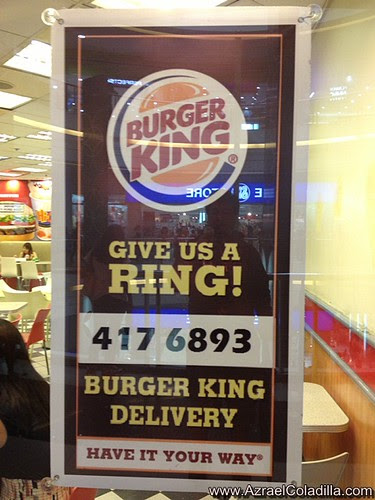 BURGER
KING®
GIVE US A
RING!
417 6893
BURGER KING
DELIVERY
HAVE IT YOUR WAY®
www.AzraelColadilla.com